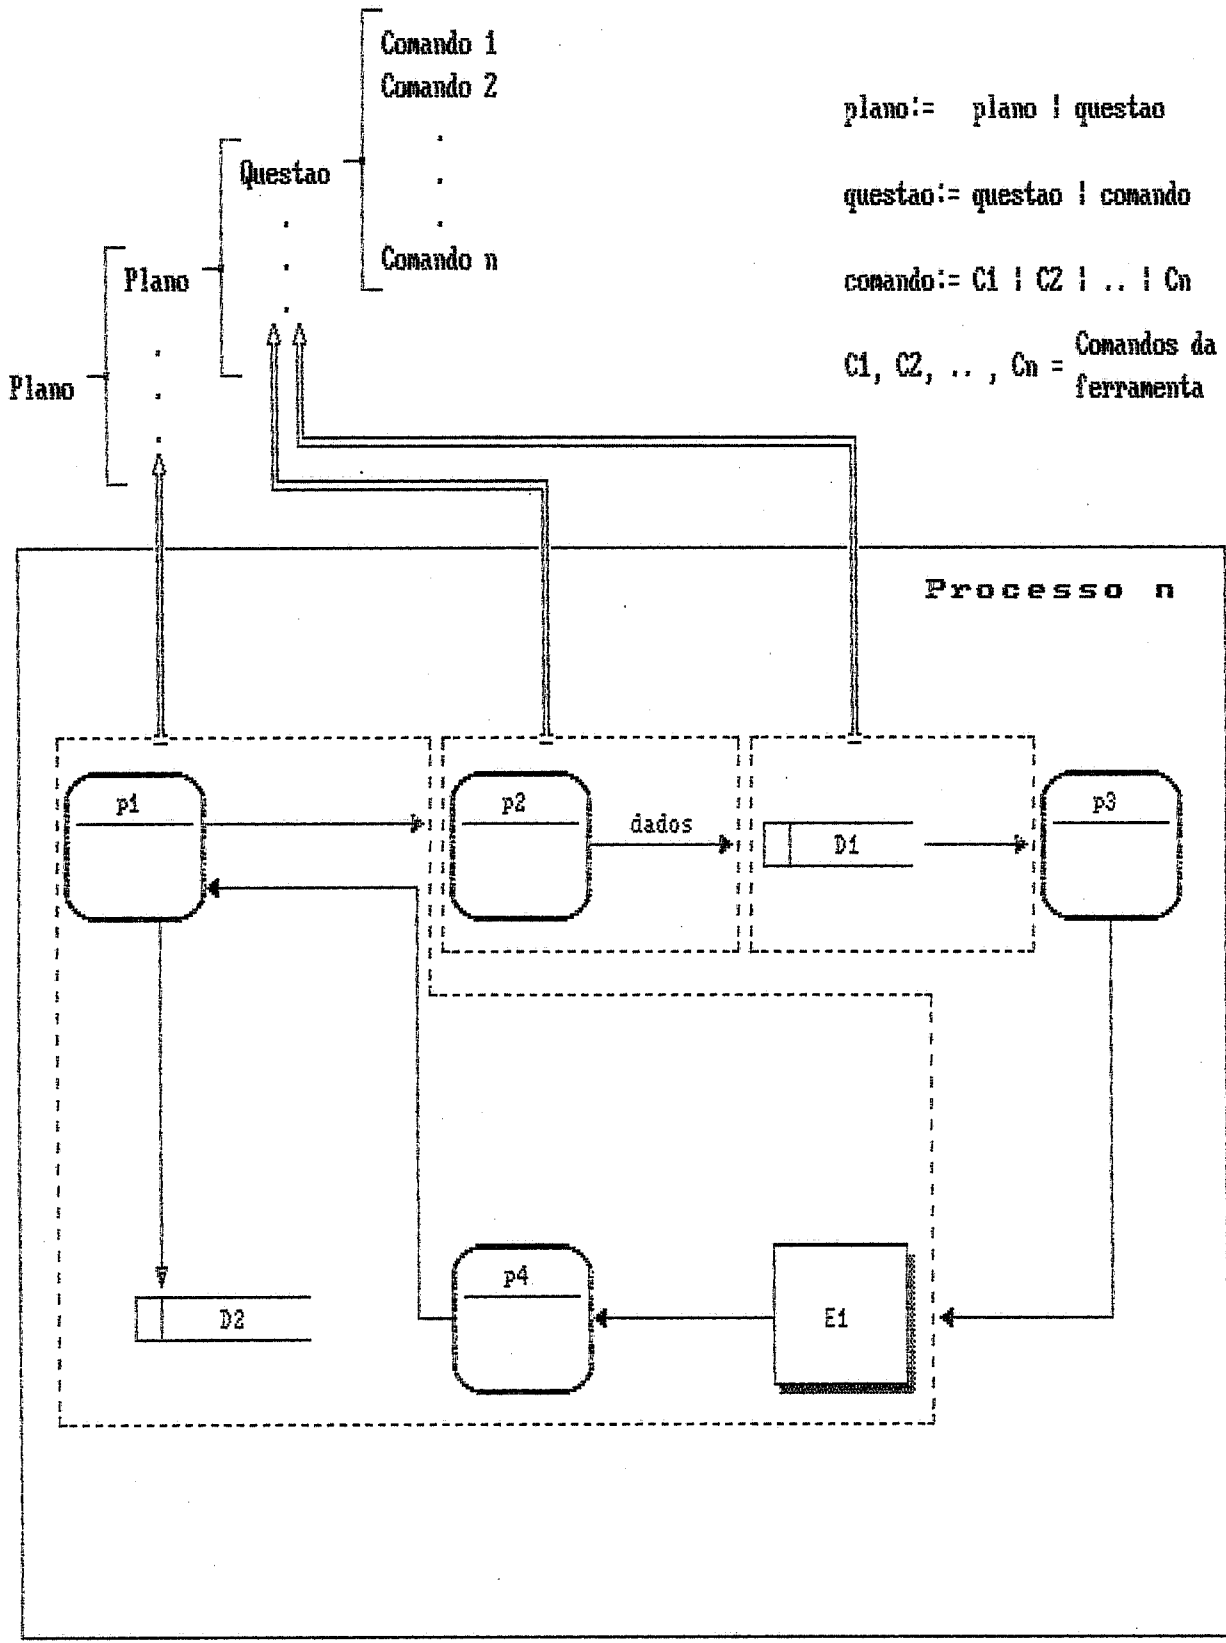 Comando 1
Comando 2
.
.
.
Comando n
Questao
.
.
.
Plano
.
.
.
Plano
plano:= plano | questao
questao:= questao | comando
comando:= C1 | C2 | .. | Cn
C1, C2, .. , Cn = Comandos da
ferramenta
Processo n
p1
p2
dados
D1
p3
D2
p4
E1